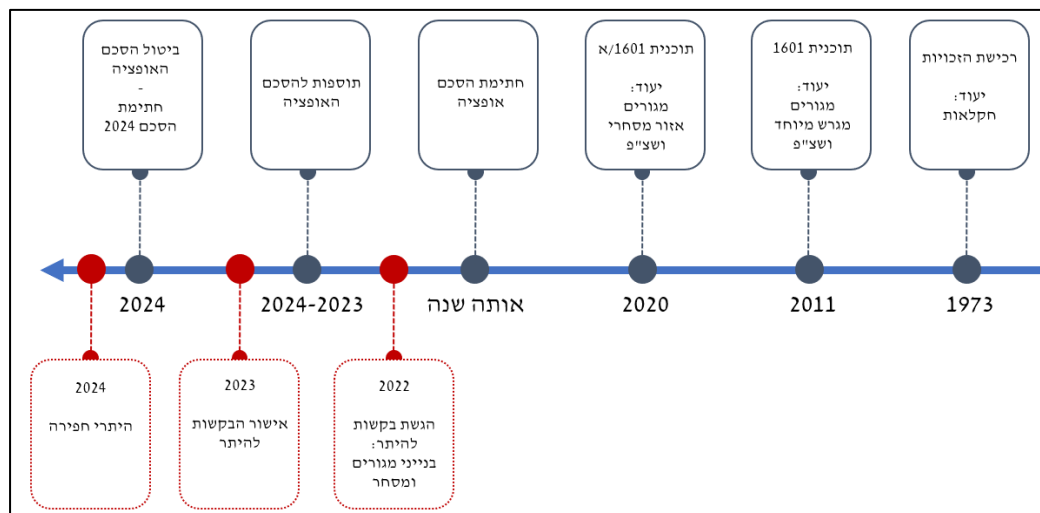 רכישת הזכויות
יעוד:
חקלאות
תוכנית 1601
יעוד:
מגורים
מגרש מיוחד
ושצ"פ
תוכנית 1601/א
יעוד:
מגורים
אזור מסחרי
ושצ"פ
חתימת הסכם
אופציה
תוספות להסכם
האופציה
ביטול הסכם
האופציה
-
חתימת
הסכם 2024
1973
2011
2020
אותה שנה
2024-2023
2024
2022
הגשת בקשות
להיתר:
בנייני מגורים
ומסחר
2023
אישור הבקשות
להיתר
2024
היתרי חפירה